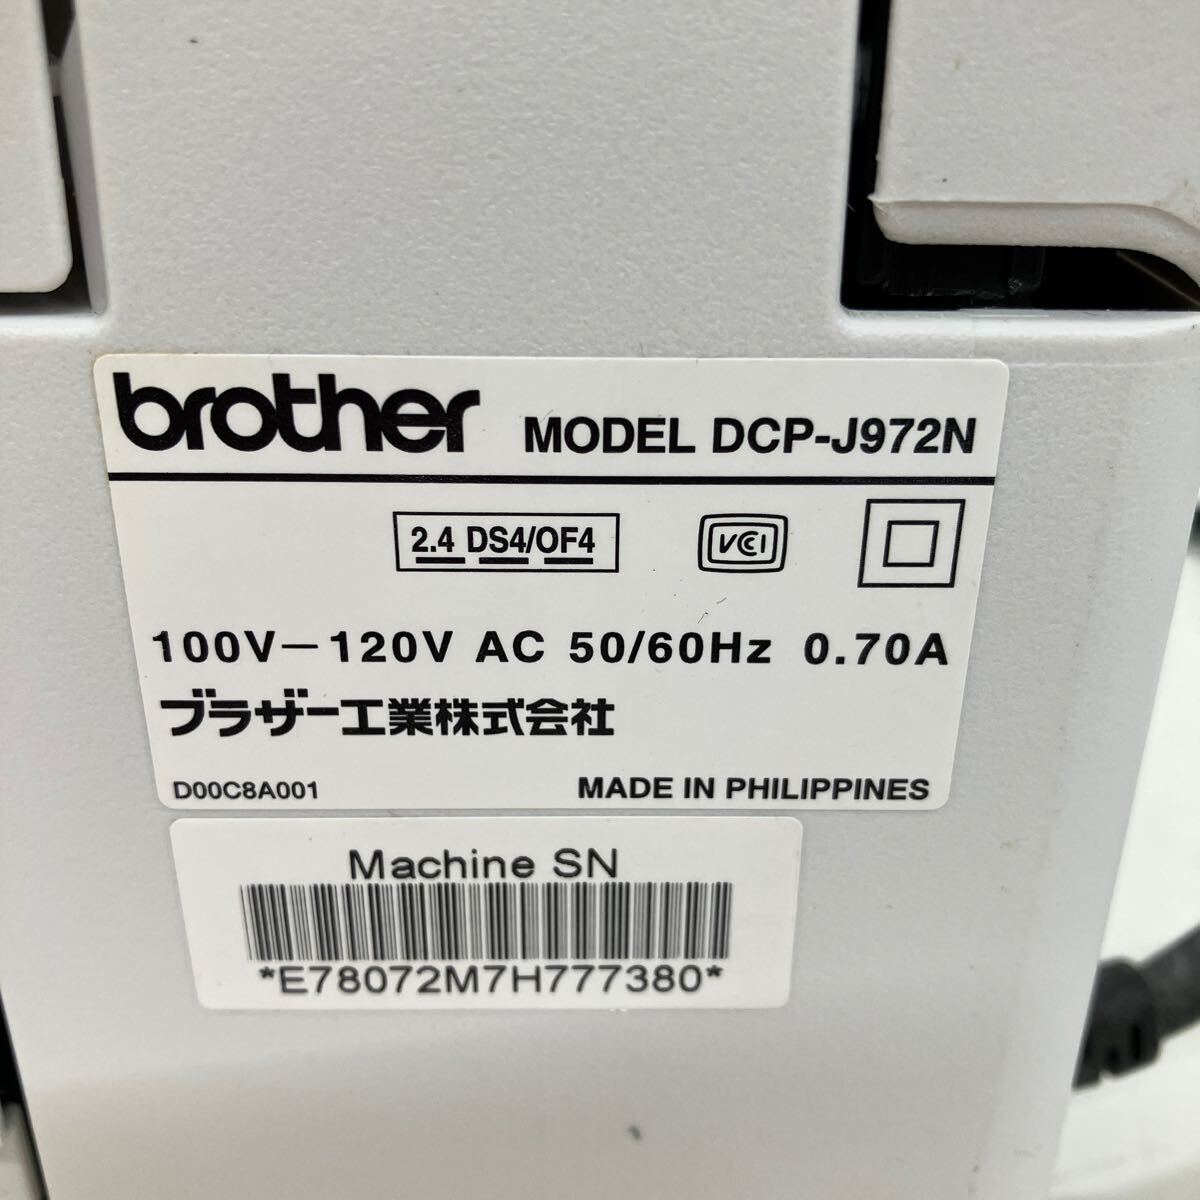 brother MODEL DCP-J972N
2.4 DS4/OF4 VCCI
100V－120V AC 50/60Hz 0.70A
ブラザー工業株式会社
D00C8A001 MADE IN PHILIPPINES
Machine SN
*E78072M7H777380*